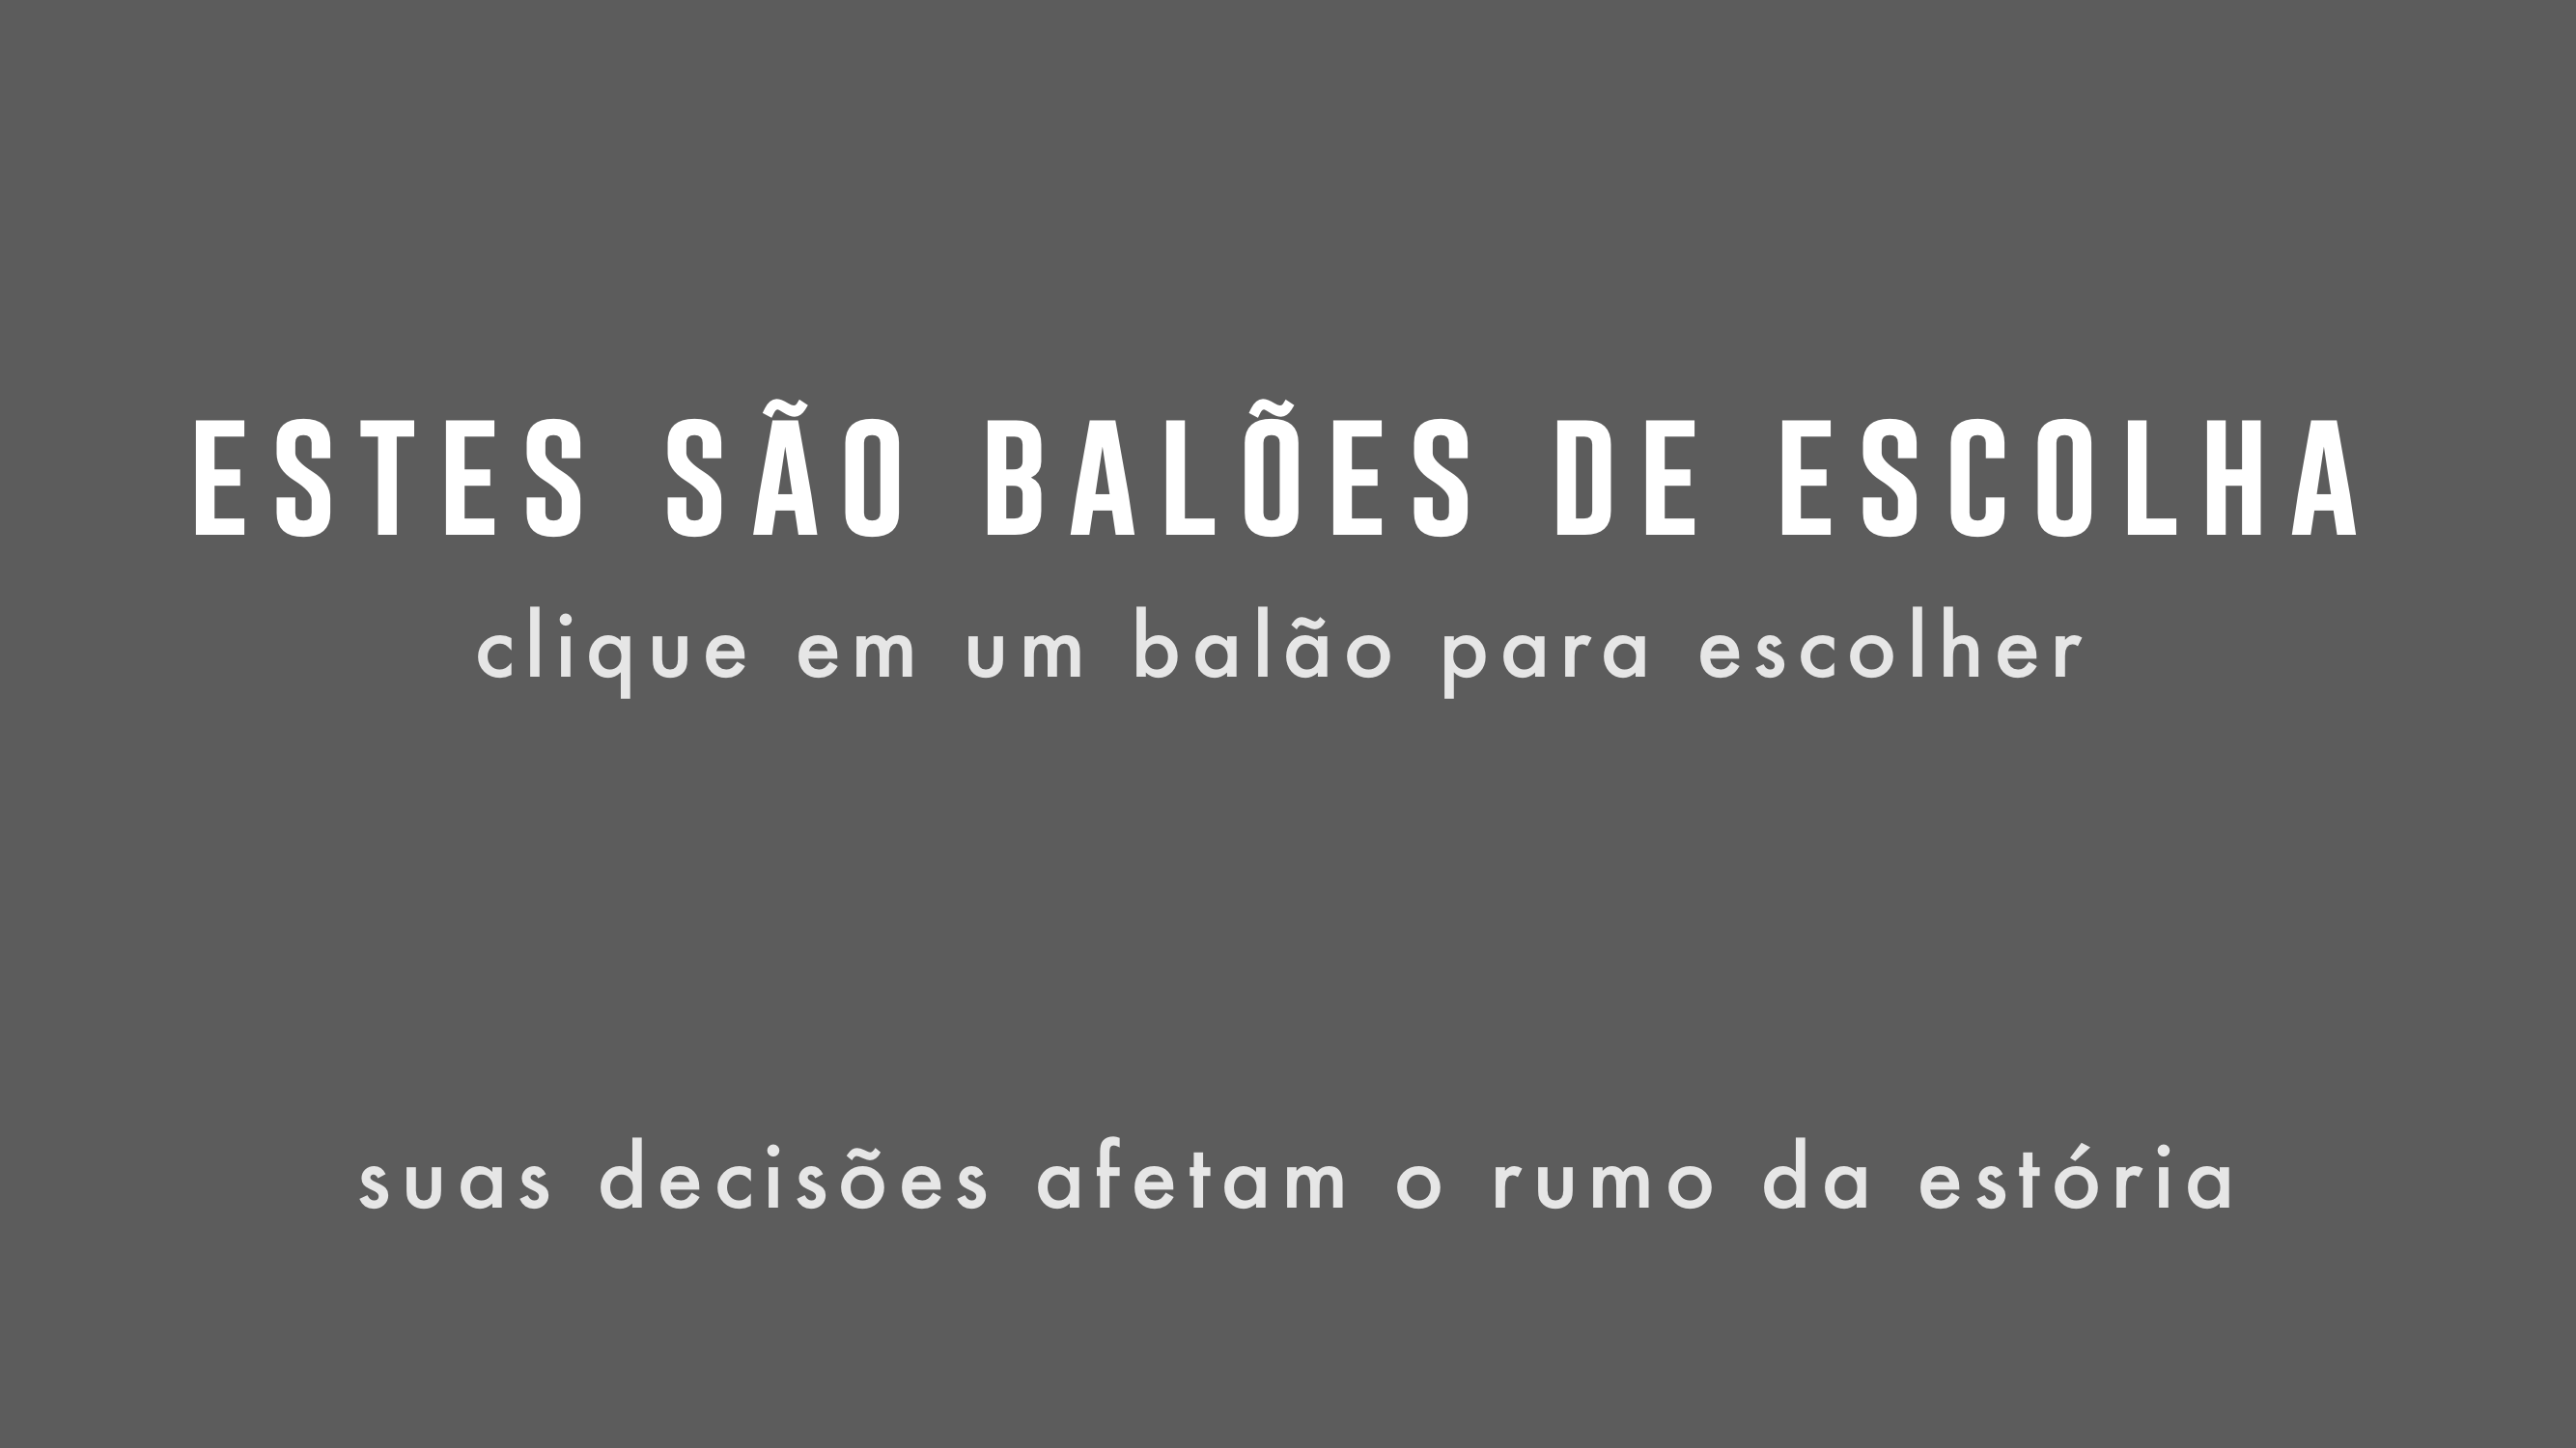 ESTES SÃO BALÕES DE ESCOLHA
clique em um balão para escolher
suas decisões afetam o rumo da estória